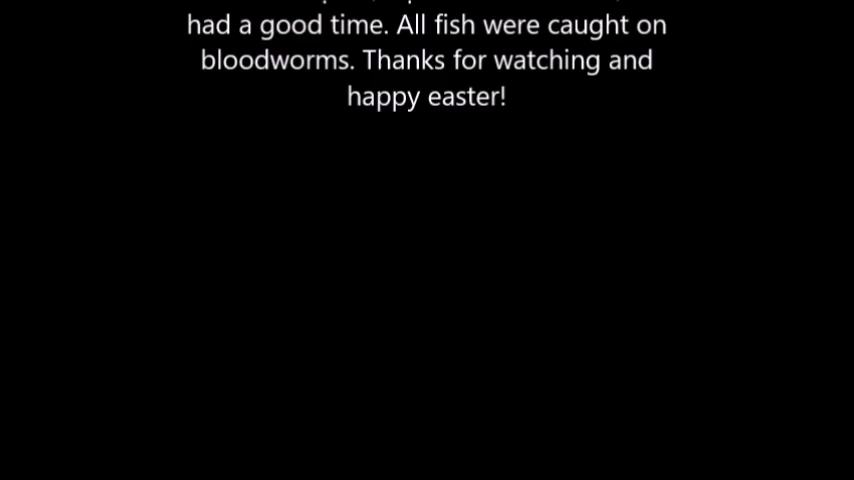 had a good time. All fish were caught on
bloodworms. Thanks for watching and
happy easter!